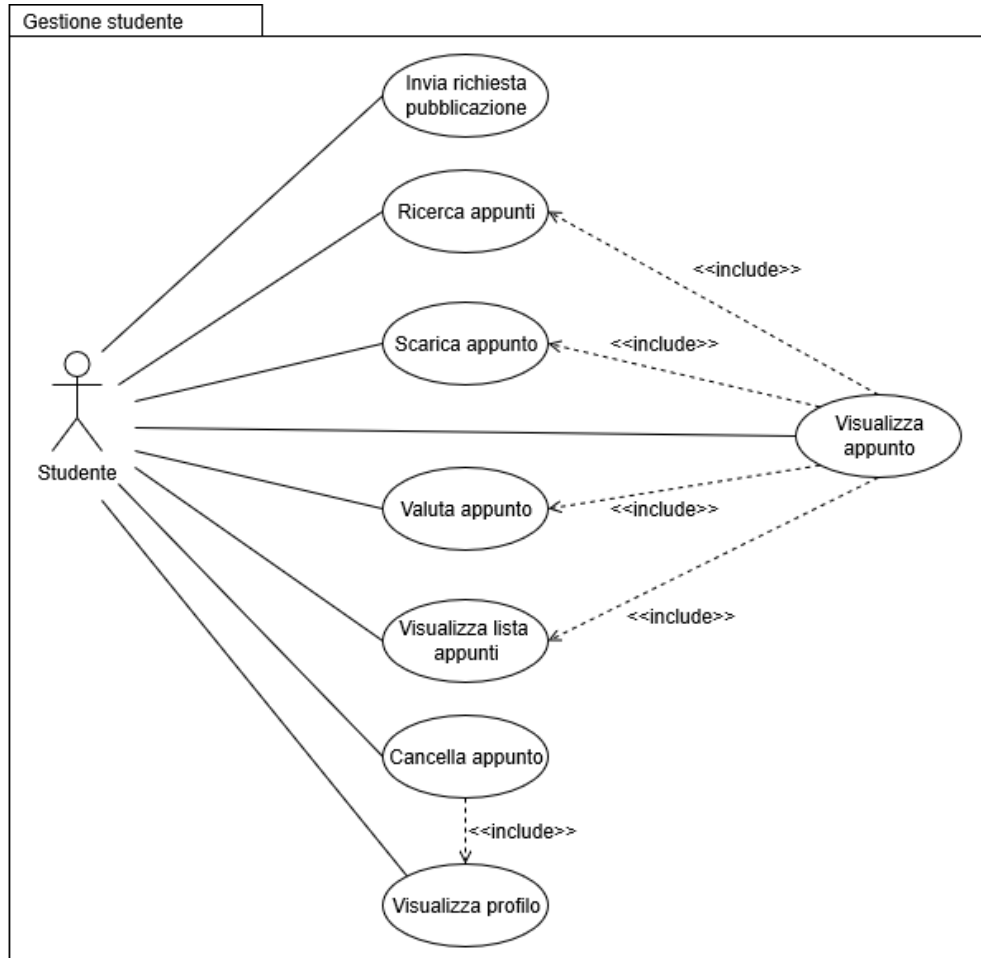 Gestione studente
Invia richiesta
pubblicazione
Ricerca appunti
<<include>>
Scarica appunto
<<include>>
Visualizza
appunto
Studente
Valuta appunto
<<include>>
Visualizza lista
appunti
<<include>>
Cancella appunto
<<include>>
Visualizza profilo